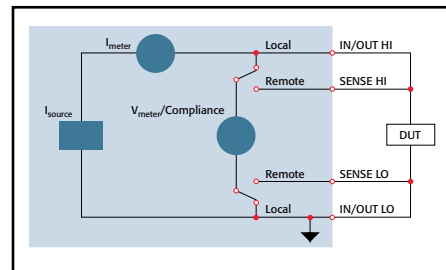 Imeter
Local
IN/OUT HI
Remote
SENSE HI
Isource
Vmeter/Compliance
DUT
Remote
SENSE LO
Local
IN/OUT LO